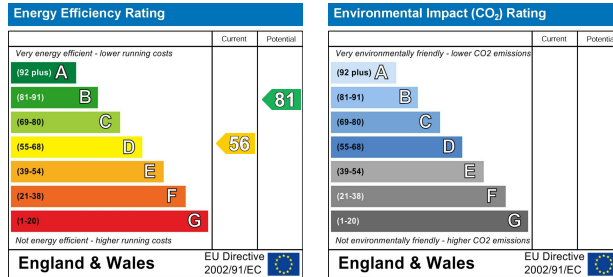 Energy Efficiency Rating
Current Potential
Very energy efficient - lower running costs
(92 plus) A
(81-91) B
81
(69-80) C
(55-68) D
56
(39-54) E
(21-38) F
(1-20) G
Not energy efficient - higher running costs
England & Wales
EU Directive
2002/91/EC
Environmental Impact (CO₂) Rating
Current Potential
Very environmentally friendly - lower CO2 emissions
(92 plus) A
(81-91) B
(69-80) C
(55-68) D
(39-54) E
(21-38) F
(1-20) G
Not environmentally friendly - higher CO2 emissions
England & Wales
EU Directive
2002/91/EC